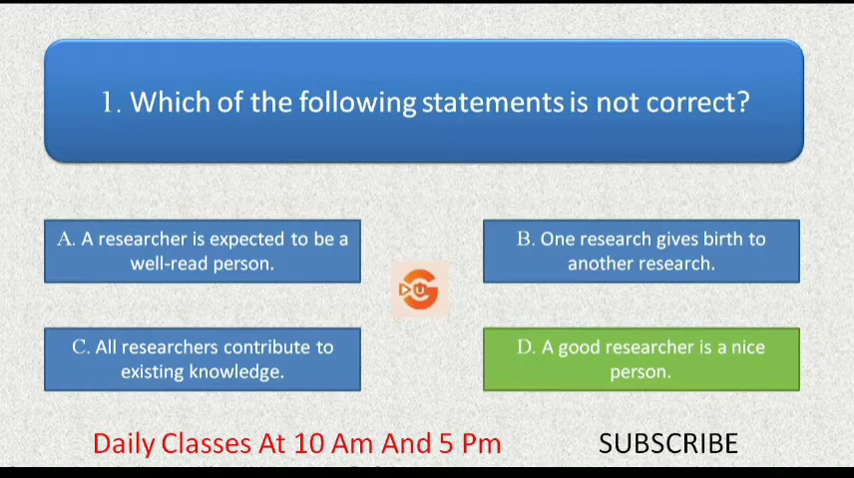 1. Which of the following statements is not correct?
A. A researcher is expected to be a
well-read person.
B. One research gives birth to
another research.
C. All researchers contribute to
existing knowledge.
D. A good researcher is a nice
person.
Daily Classes At 10 Am And 5 Pm
SUBSCRIBE